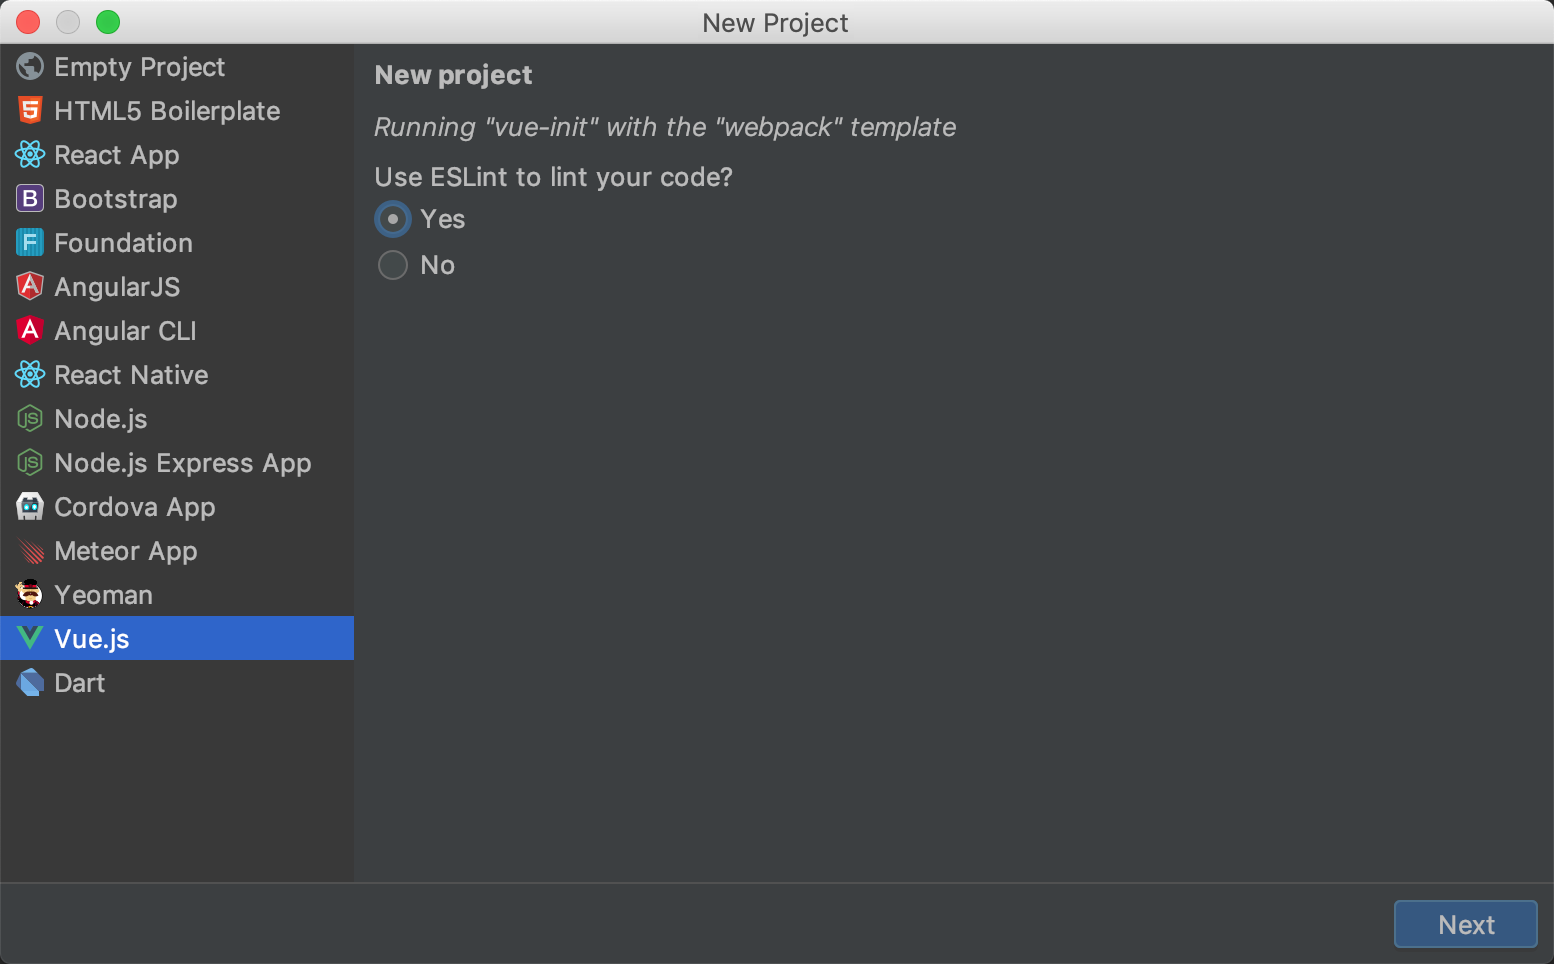 New Project
Empty Project
HTML5 Boilerplate
React App
Bootstrap
Foundation
AngularJS
Angular CLI
React Native
Node.js
Node.js Express App
Cordova App
Meteor App
Yeoman
Vue.js
Dart
New project
Running "vue-init" with the "webpack" template
Use ESLint to lint your code?
Yes
No
Next